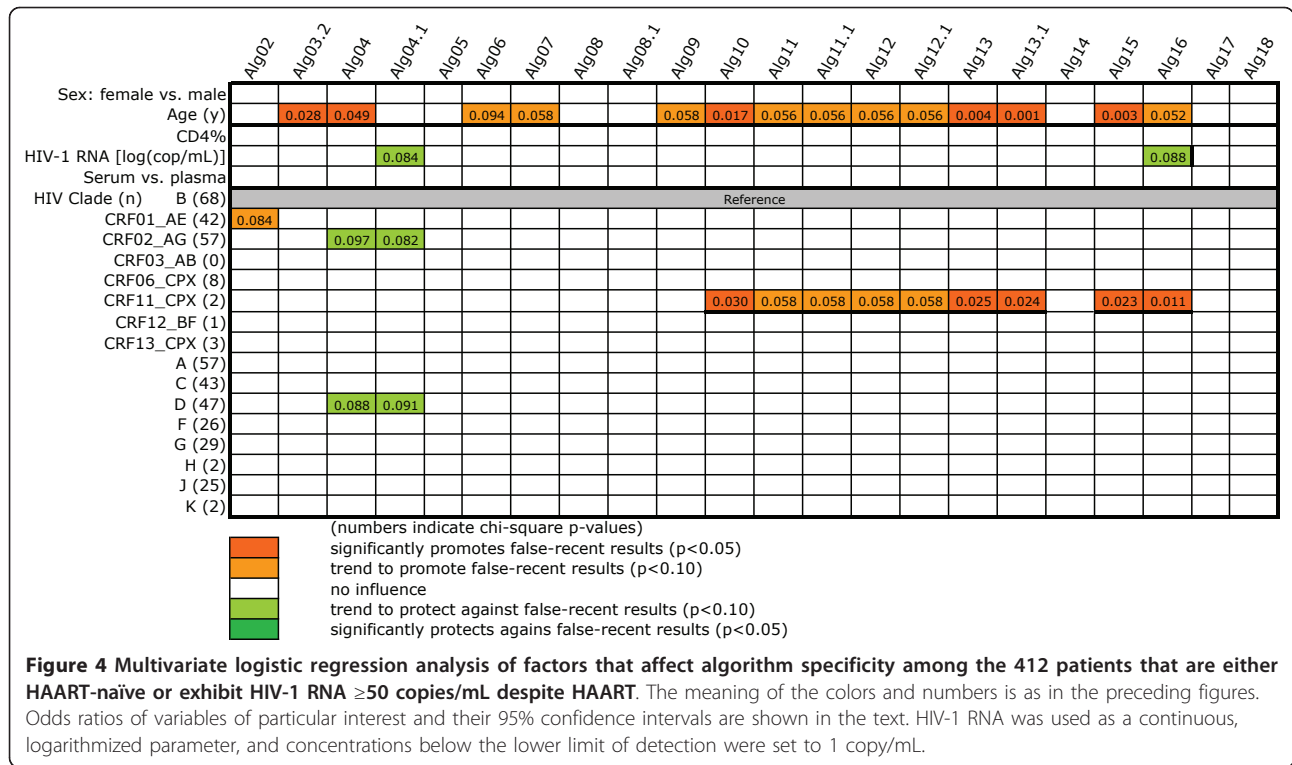 Alg02 Alg03.2 Alg04 Alg04.1 Alg05 Alg06 Alg07 Alg08 Alg08.1 Alg09 Alg10 Alg11 Alg11.1 Alg12 Alg12.1 Alg13 Alg13.1 Alg14 Alg15 Alg16 Alg17 Alg18
Sex: female vs. male
Age (y) 0.028 0.049 0.094 0.058 0.058 0.017 0.056 0.056 0.056 0.056 0.004 0.001 0.003 0.052
CD4%
HIV-1 RNA [log(cop/mL)] 0.084 0.088
Serum vs. plasma
HIV Clade (n) B (68) Reference
CRF01_AE (42) 0.084
CRF02_AG (57) 0.097 0.082
CRF03_AB (0)
CRF06_CPX (8)
CRF11_CPX (2) 0.030 0.058 0.058 0.058 0.058 0.025 0.024 0.023 0.011
CRF12_BF (1)
CRF13_CPX (3)
A (57)
C (43)
D (47) 0.088 0.091
F (26)
G (29)
H (2)
J (25)
K (2)
(numbers indicate chi-square p-values)
significantly promotes false-recent results (p<0.05)
trend to promote false-recent results (p<0.10)
no influence
trend to protect against false-recent results (p<0.10)
significantly protects agains false-recent results (p<0.05)
Figure 4 Multivariate logistic regression analysis of factors that affect algorithm specificity among the 412 patients that are either
HAART-naïve or exhibit HIV-1 RNA ≥50 copies/mL despite HAART. The meaning of the colors and numbers is as in the preceding figures.
Odds ratios of variables of particular interest and their 95% confidence intervals are shown in the text. HIV-1 RNA was used as a continuous,
logarithmized parameter, and concentrations below the lower limit of detection were set to 1 copy/mL.